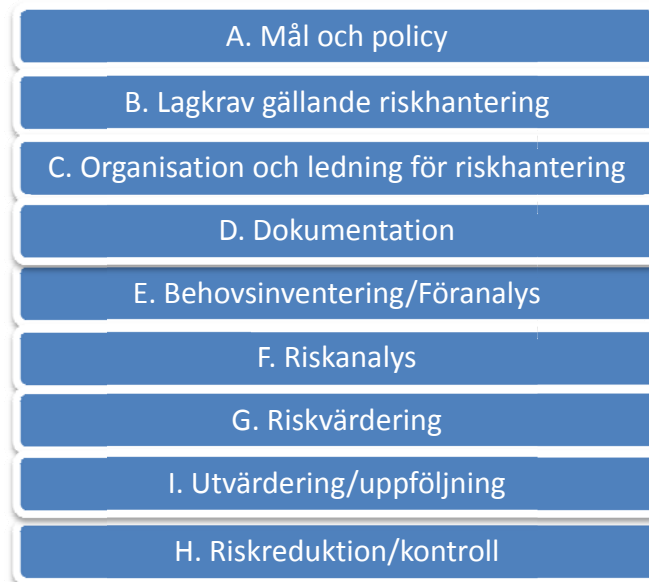 A. Mål och policy
B. Lagkrav gällande riskhantering
C. Organisation och ledning för riskhantering
D. Dokumentation
E. Behovsinventering/Föranalys
F. Riskanalys
G. Riskvärdering
I. Utvärdering/uppföljning
H. Riskreduktion/kontroll